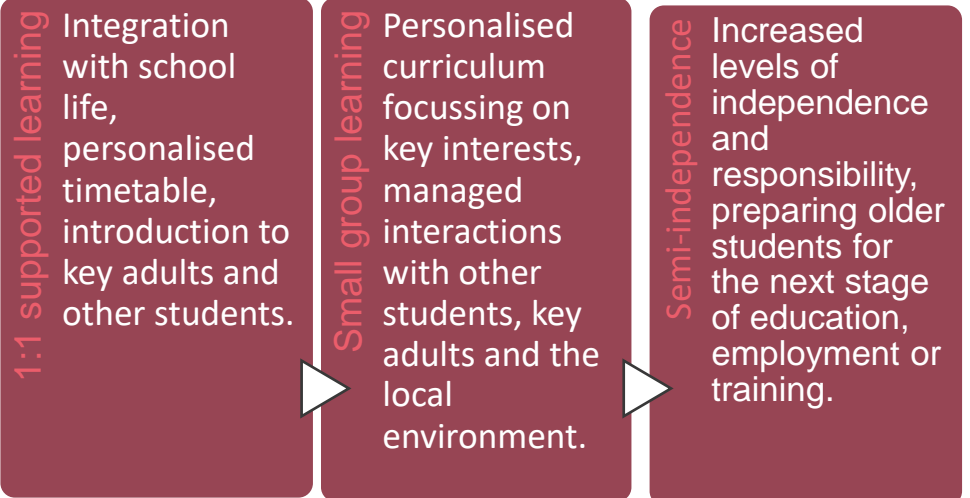 1:1 supported learning
Integration
with school
life,
personalised
timetable,
introduction to
key adults and
other students.
Small group learning
Personalised
curriculum
focussing on
key interests,
managed
interactions
with other
students, key
adults and the
local
environment.
Semi-independence
Increased
levels of
independence
and
responsibility,
preparing older
students for
the next stage
of education,
employment or
training.